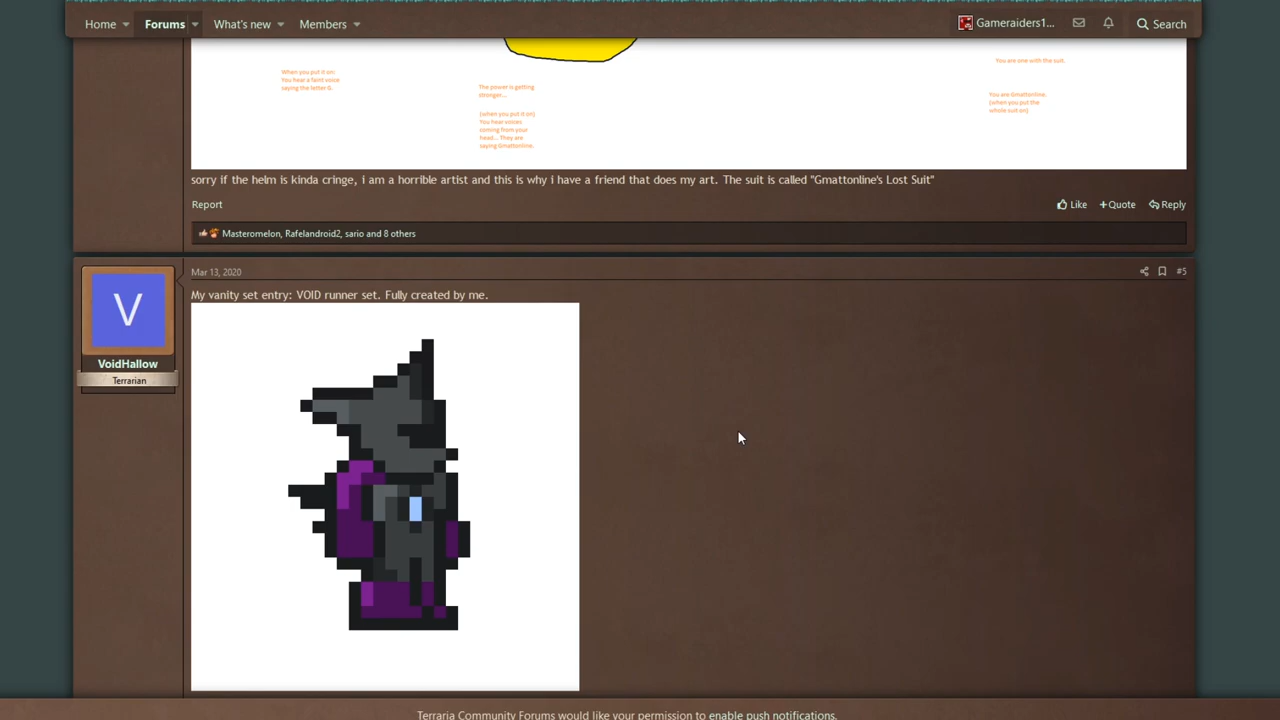 Home Forums What's new Members Gameraiders1... Search
When you put it on:
You hear a faint voice
saying the letter G.
The power is getting
stronger...
(when you put it on)
You hear voices
coming from your
head... They are
saying Gmattonline.
You are one with the suit.
You are Gmattonline.
(when you put the
whole suit on)
sorry if the helm is kinda cringe, i am a horrible artist and this is why i have a friend that does my art. The suit is called "Gmattonline's Lost Suit"
Report Like +Quote Reply
Masteromelon, Rafelandroid2, sario and 8 others
V
VoidHallow
Terrarian
Mar 13, 2020 #5
My vanity set entry: VOID runner set. Fully created by me.
Terraria Community Forums would like your permission to enable push notifications.